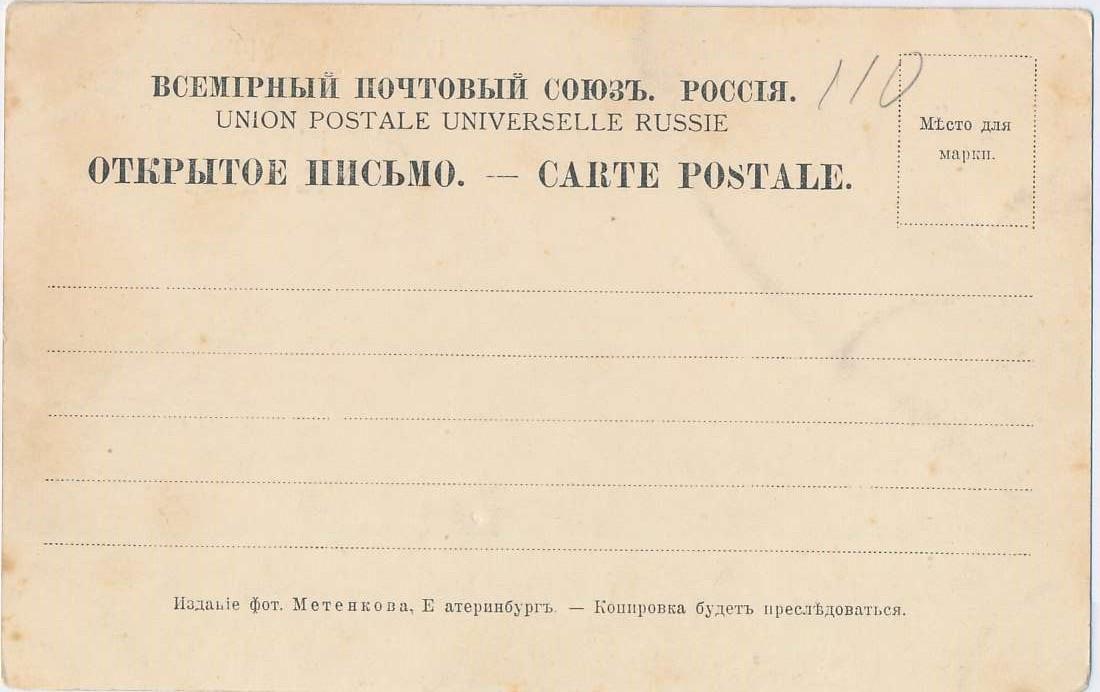 ВСЕМІРНЫЙ ПОЧТОВЫЙ СОЮЗЪ. РОССІЯ.
110
UNION POSTALE UNIVERSELLE RUSSIE
ОТКРЫТОЕ ПИСЬМО. — CARTE POSTALE.
Мѣсто для
марки.
Изданіе фот. Метенкова, Е атеринбургъ. — Копировка будетъ преслѣдоваться.